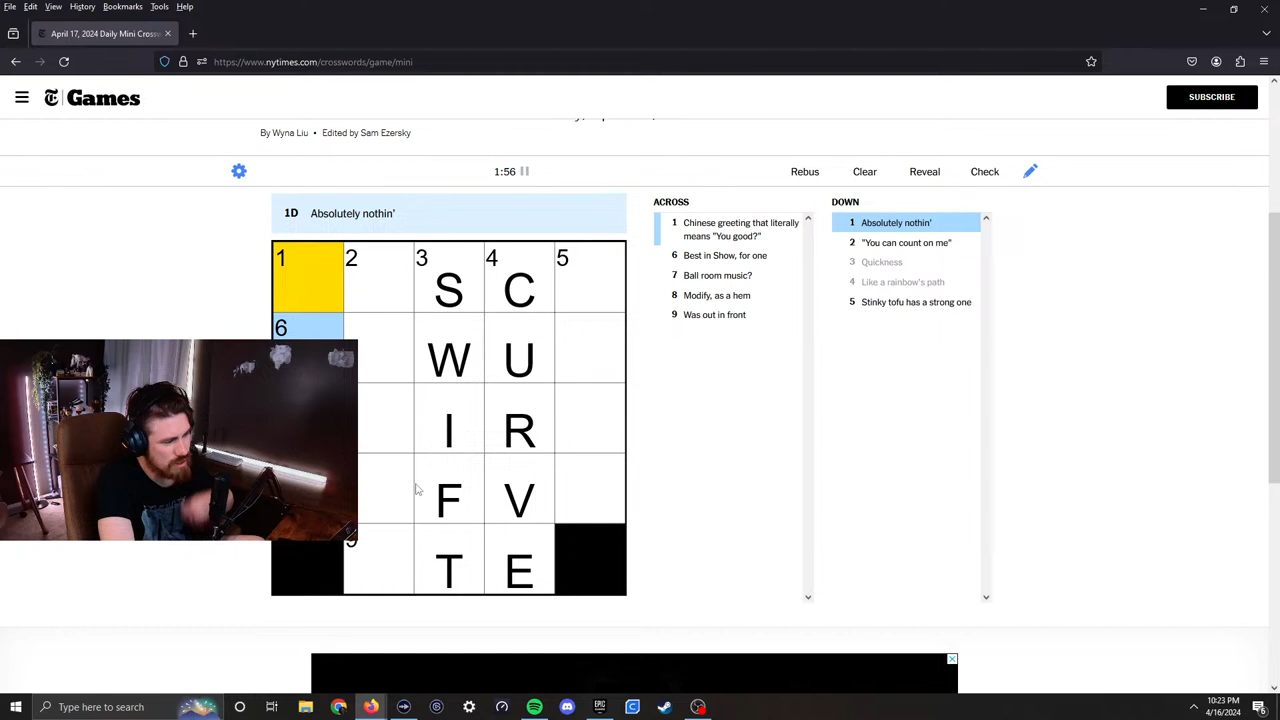 File Edit View History Bookmarks Tools Help
April 17, 2024 Daily Mini Cross
https://www.nytimes.com/crosswords/game/mini
Games
SUBSCRIBE
By Wyna Liu • Edited by Sam Ezersky
1:56
Rebus Clear Reveal Check
1D Absolutely nothin'
1 2 3 4 5
S C
6
W U
I R
F V
9
T E
ACROSS
1 Chinese greeting that literally
means "You good?"
6 Best in Show, for one
7 Ball room music?
8 Modify, as a hem
9 Was out in front
DOWN
1 Absolutely nothin'
2 "You can count on me"
3 Quickness
4 Like a rainbow's path
5 Stinky tofu has a strong one
Type here to search
EPIC
10:23 PM
4/16/2024